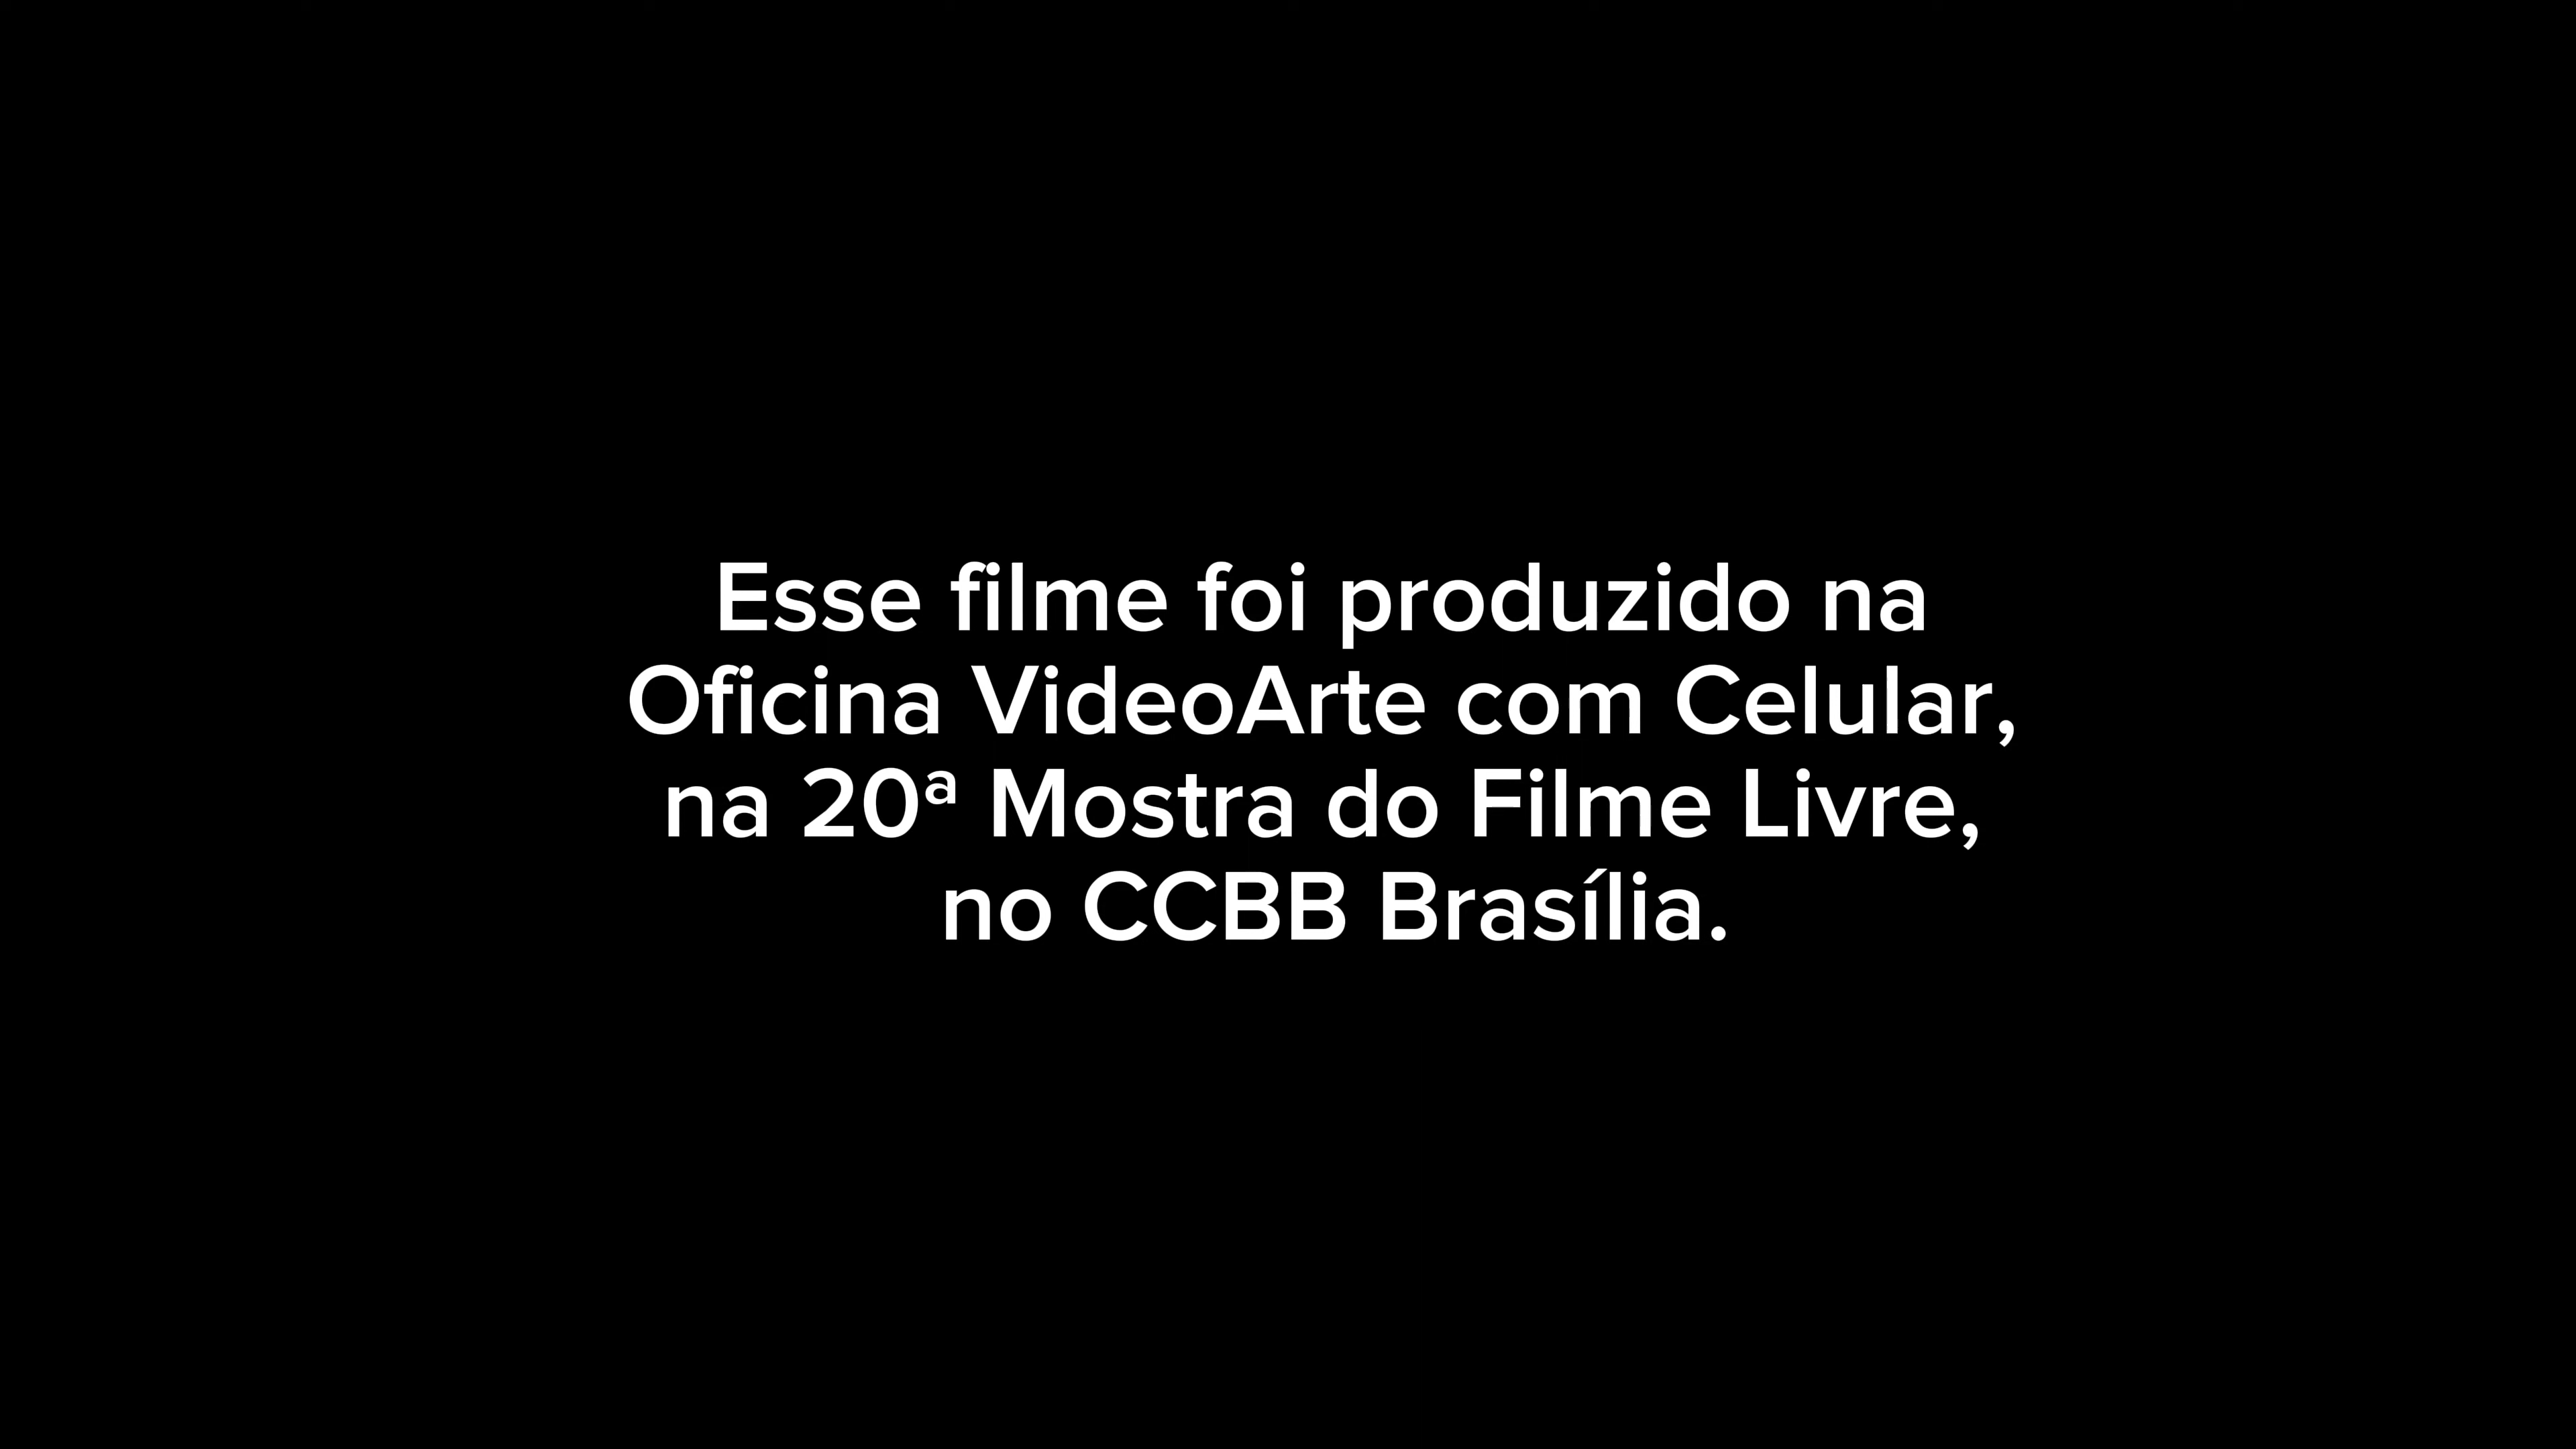 Esse filme foi produzido na
Oficina VideoArte com Celular,
na 20ª Mostra do Filme Livre,
no CCBB Brasília.